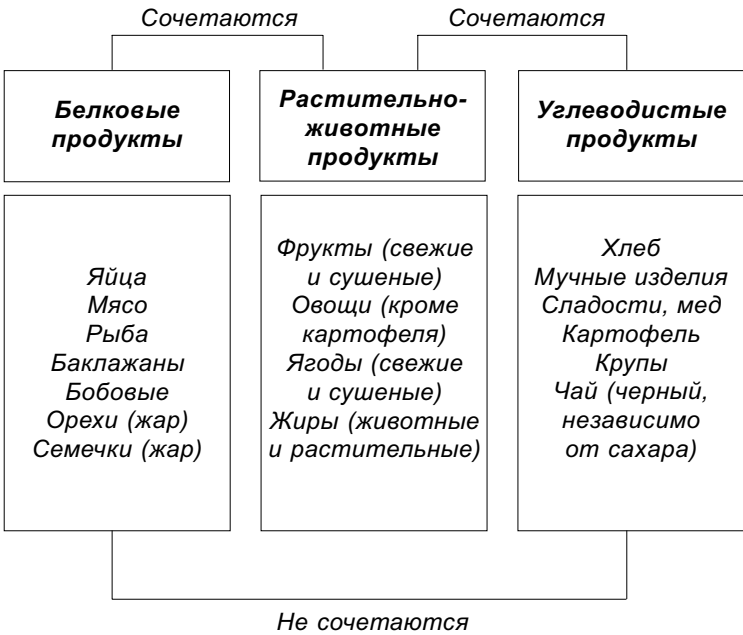 Сочетаются
Сочетаются
Белковые
продукты
Растительно-
животные
продукты
Углеводистые
продукты
Яйца
Мясо
Рыба
Баклажаны
Бобовые
Орехи (жар)
Семечки (жар)
Фрукты (свежие
и сушеные)
Овощи (кроме
картофеля)
Ягоды (свежие
и сушеные)
Жиры (животные
и растительные)
Хлеб
Мучные изделия
Сладости, мед
Картофель
Крупы
Чай (черный,
независимо
от сахара)
Не сочетаются